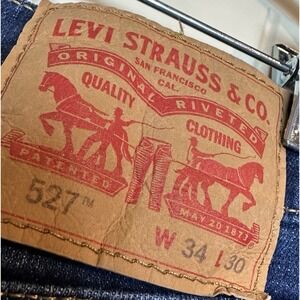 LEVI STRAUSS & CO.
SAN FRANCISCO
CAL.
ORIGINAL RIVETED
QUALITY CLOTHING
PATENTED MAY 20 1873
527™
W 34 L 30